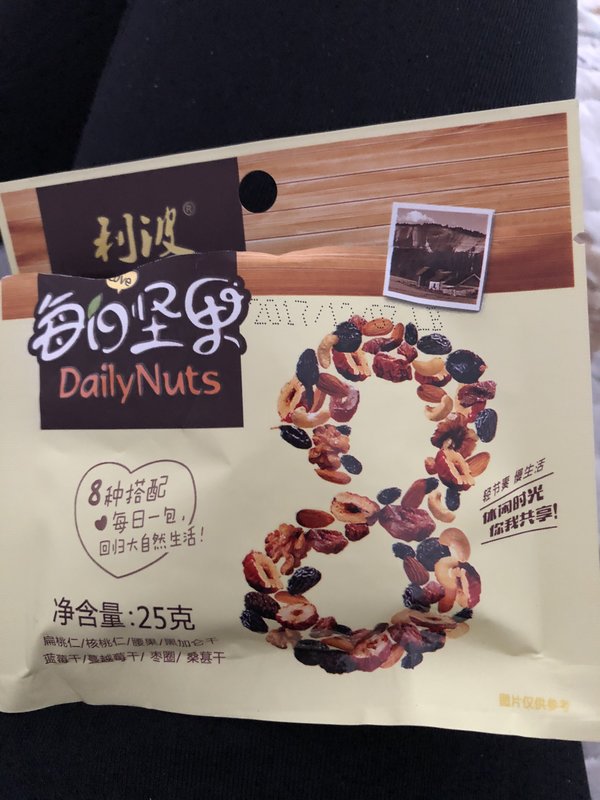 利波®
每日坚果
DailyNuts
8种搭配
每日一包,
回归大自然生活!
轻节奏 慢生活
休闲时光
你我共享!
净含量:25克
扁桃仁/核桃仁/腰果/黑加仑干
蓝莓干/蔓越莓干/枣圈/桑葚干
图片仅供参考